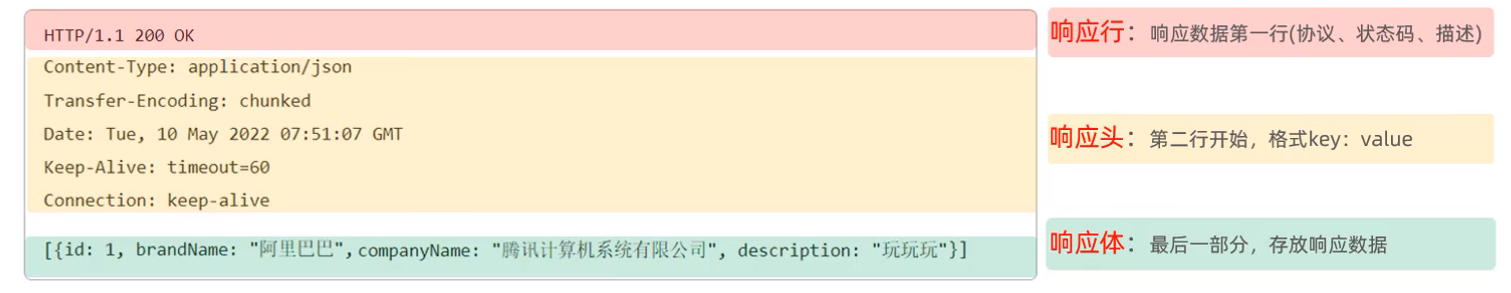 HTTP/1.1 200 OK
响应行：响应数据第一行(协议、状态码、描述)
Content-Type: application/json
Transfer-Encoding: chunked
Date: Tue, 10 May 2022 07:51:07 GMT
Keep-Alive: timeout=60
Connection: keep-alive
响应头：第二行开始，格式key：value
[{id: 1, brandName: "阿里巴巴", companyName: "腾讯计算机系统有限公司", description: "玩玩玩"}]
响应体：最后一部分，存放响应数据